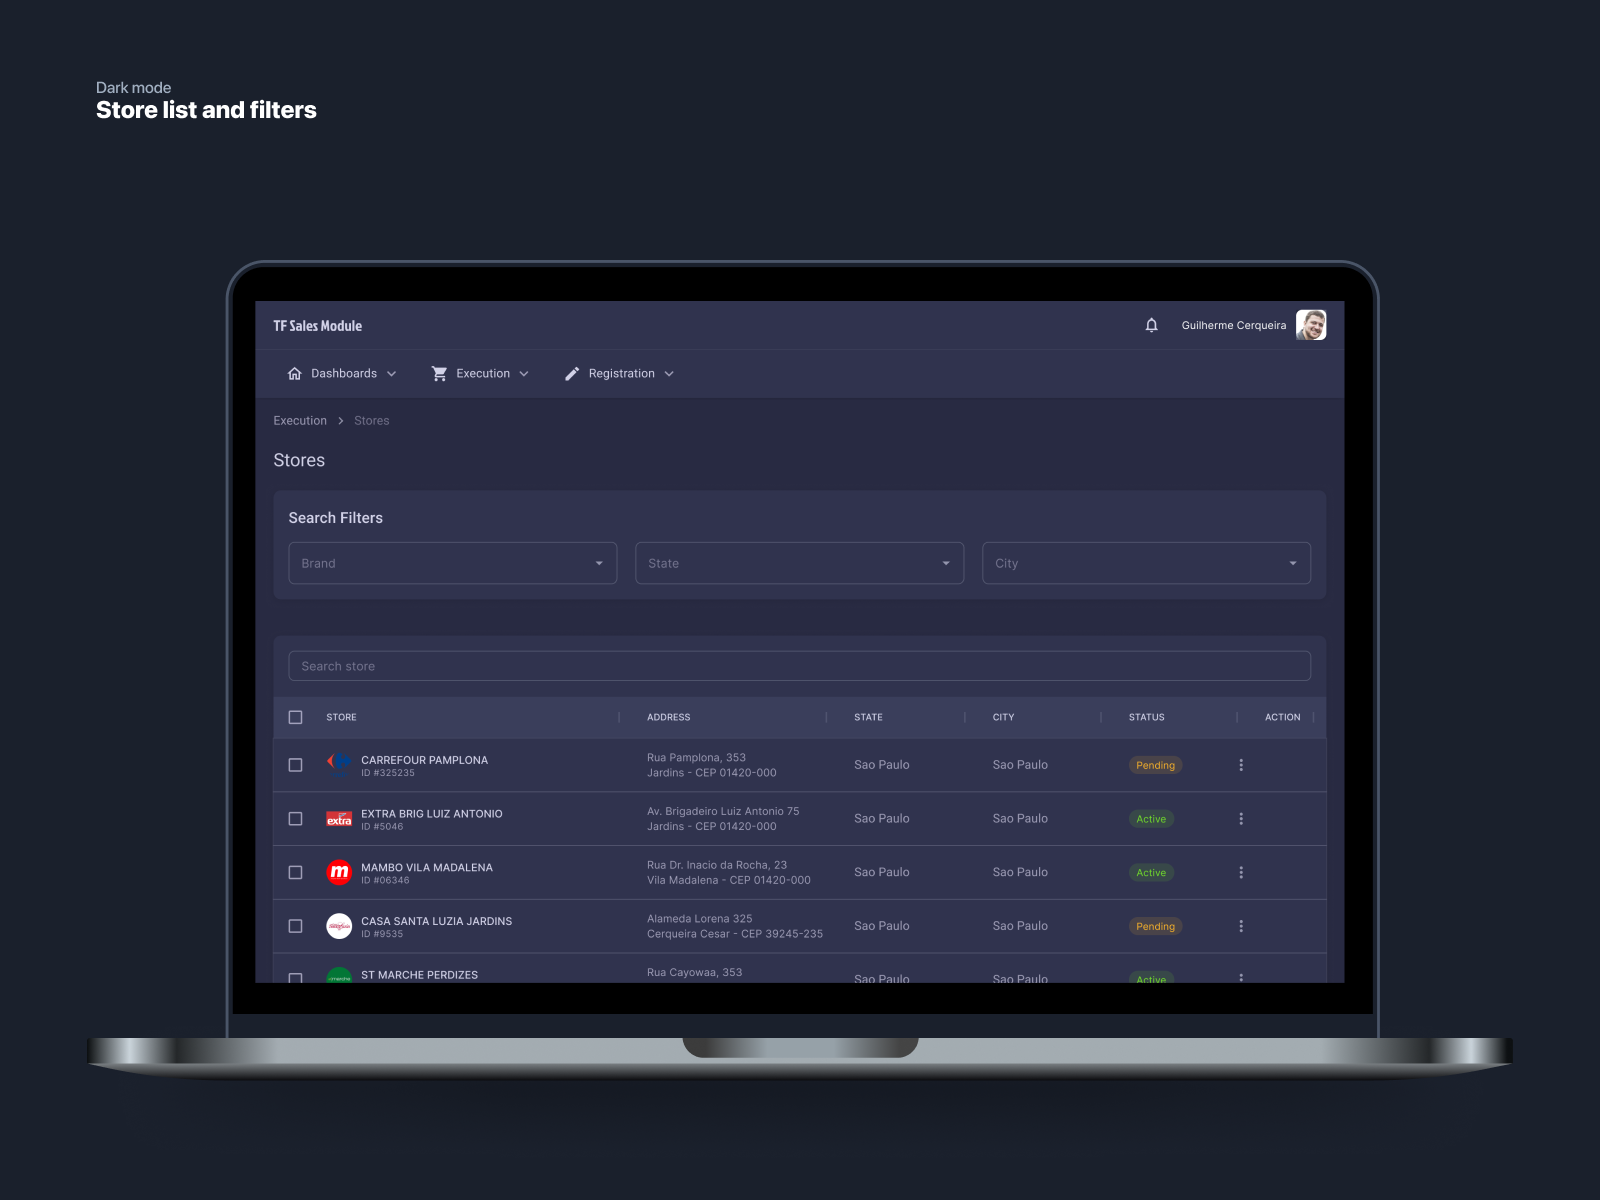 Dark mode
Store list and filters
TF Sales Module
Guilherme Cerqueira
Dashboards
Execution
Registration
Execution > Stores
Stores
Search Filters
Brand
State
City
Search store
STORE
ADDRESS
STATE
CITY
STATUS
ACTION
CARREFOUR PAMPLONA
ID #325235
Rua Pamplona, 353
Jardins - CEP 01420-000
Sao Paulo
Sao Paulo
Pending
extra
EXTRA BRIG LUIZ ANTONIO
ID #5046
Av. Brigadeiro Luiz Antonio 75
Jardins - CEP 01420-000
Sao Paulo
Sao Paulo
Active
m
MAMBO VILA MADALENA
ID #06346
Rua Dr. Inacio da Rocha, 23
Vila Madalena - CEP 01420-000
Sao Paulo
Sao Paulo
Active
CASA SANTA LUZIA JARDINS
ID #9535
Alameda Lorena 325
Cerqueira Cesar - CEP 39245-235
Sao Paulo
Sao Paulo
Pending
ST MARCHE PERDIZES
Rua Cayowaa, 353
Sao Paulo
Sao Paulo
Active